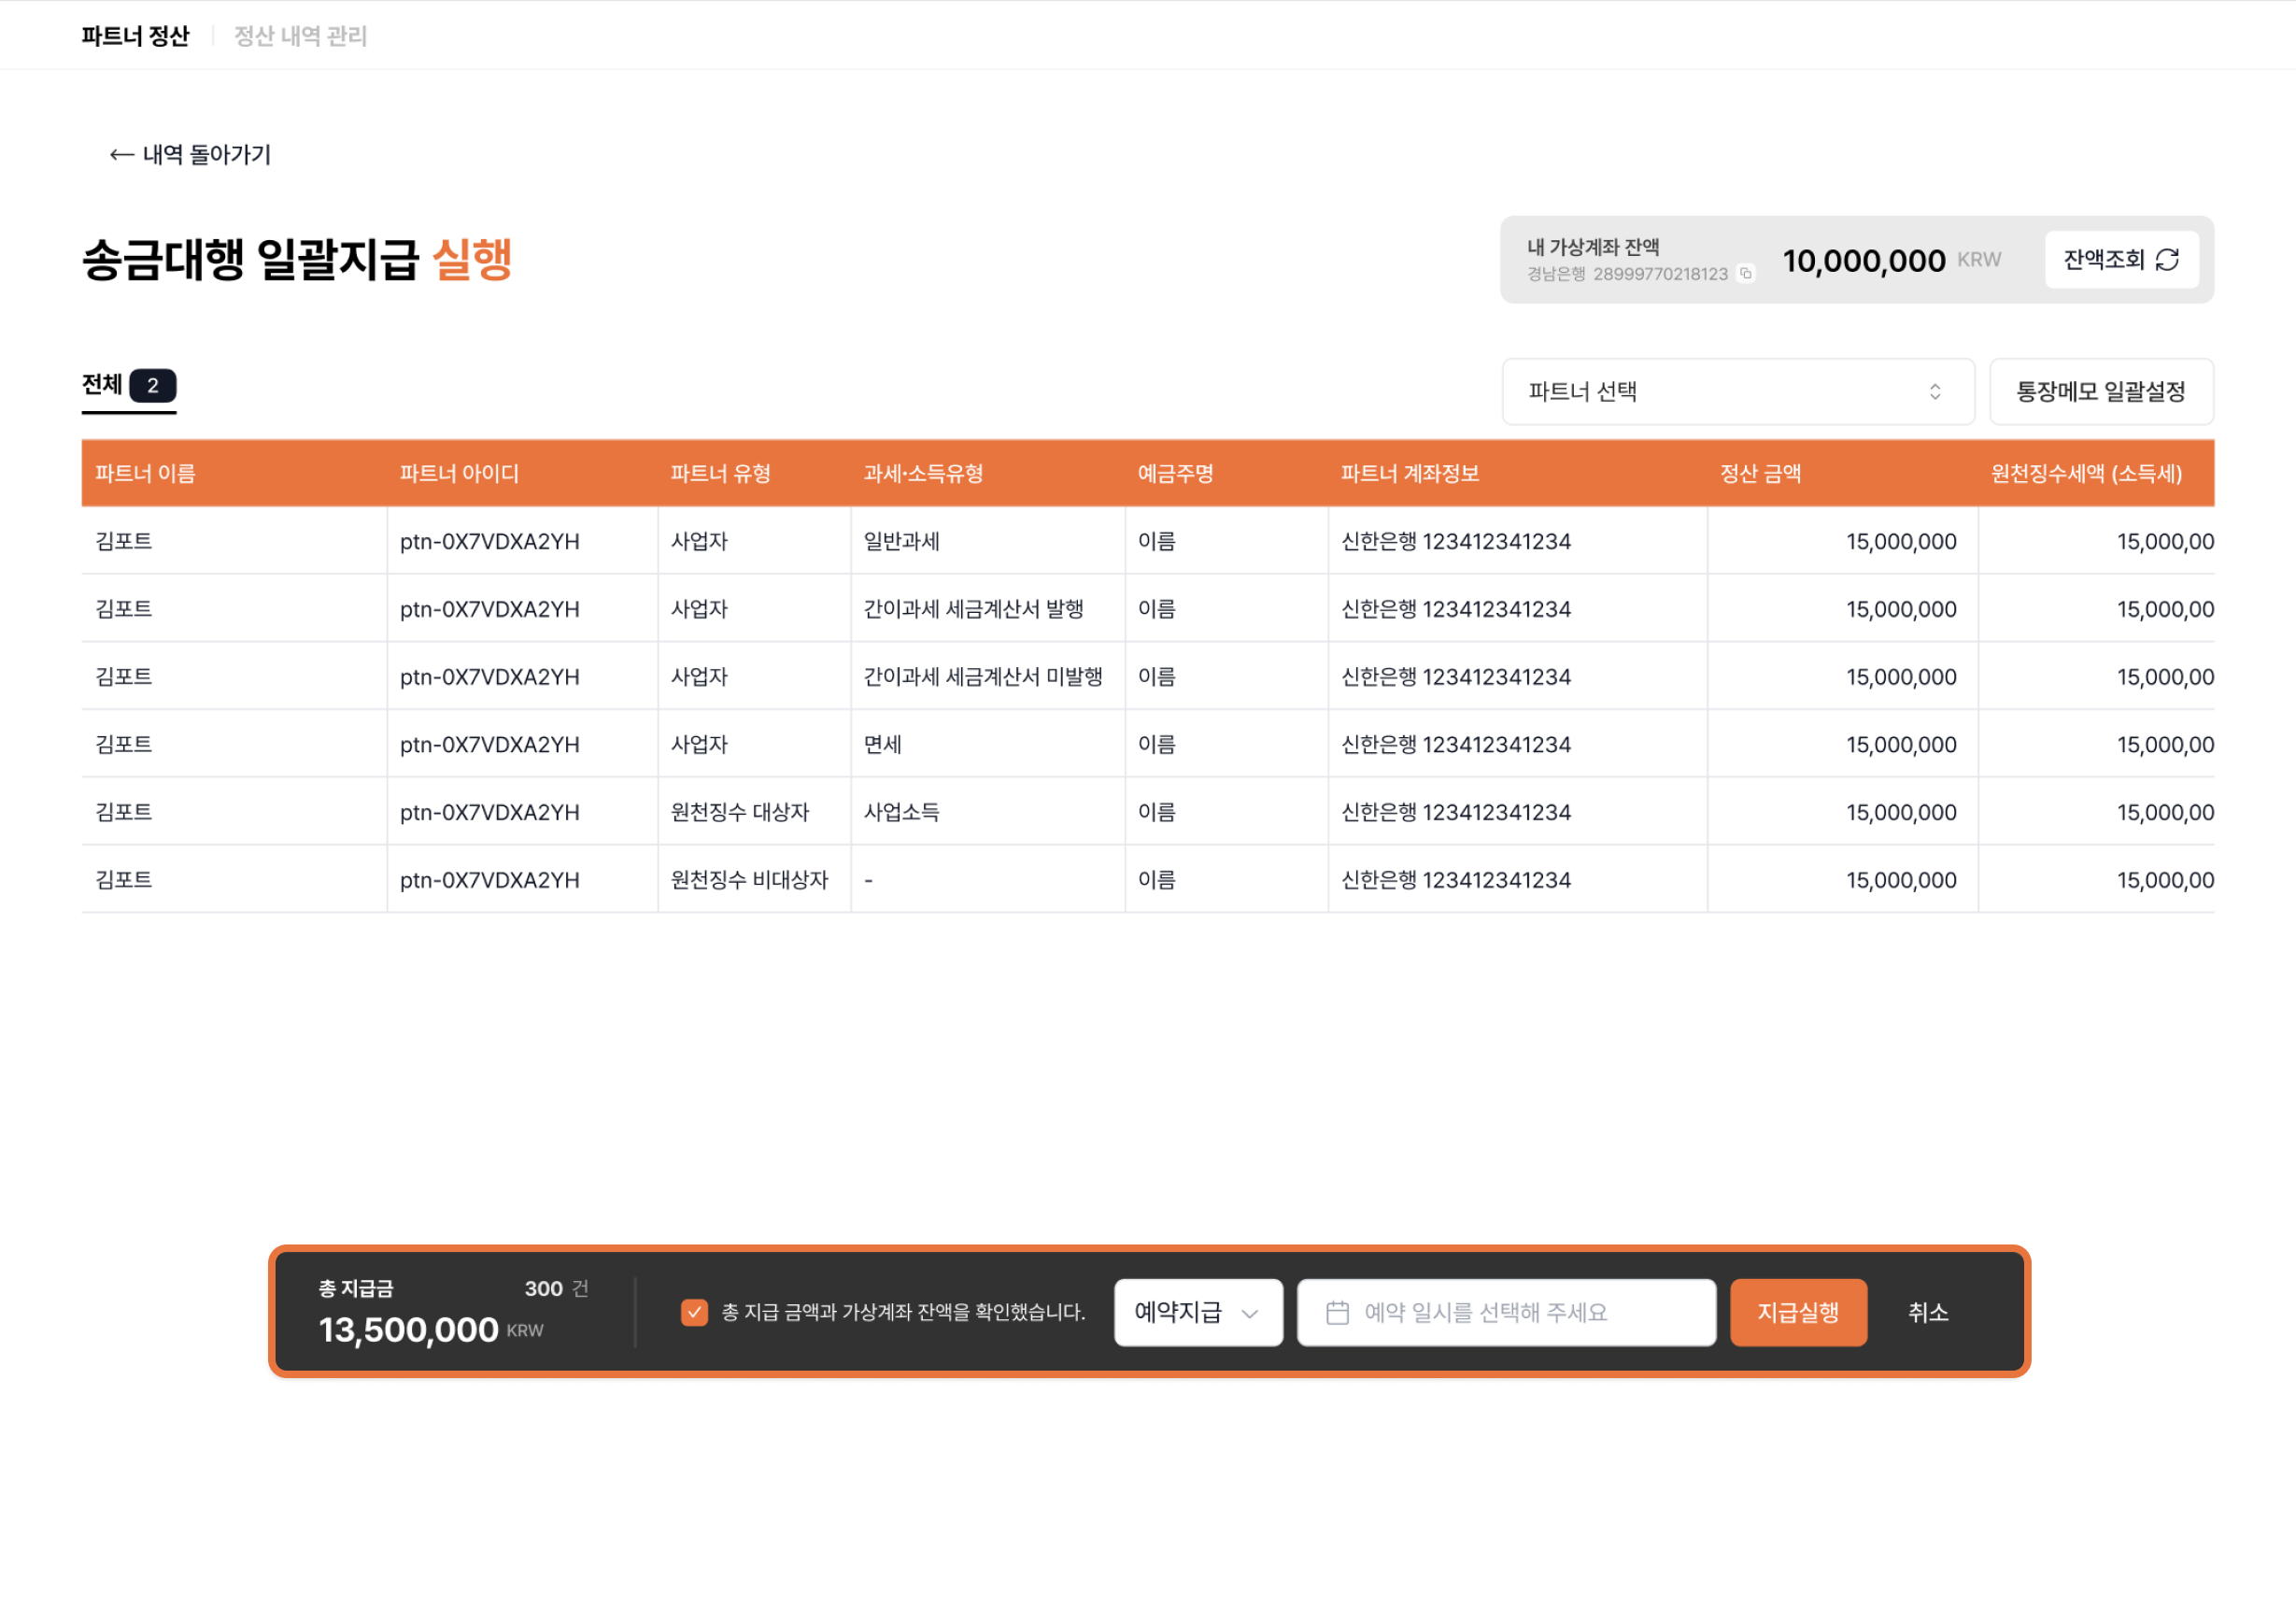 파트너 정산 정산 내역 관리
← 내역 돌아가기
송금대행 일괄지급 실행
내 가상계좌 잔액
경남은행 28999770218123
10,000,000 KRW
잔액조회
전체 2
파트너 선택
통장메모 일괄설정
파트너 이름 파트너 아이디 파트너 유형 과세·소득유형 예금주명 파트너 계좌정보 정산 금액 원천징수세액 (소득세)
김포트 ptn-0X7VDXA2YH 사업자 일반과세 이름 신한은행 123412341234 15,000,000 15,000,00
김포트 ptn-0X7VDXA2YH 사업자 간이과세 세금계산서 발행 이름 신한은행 123412341234 15,000,000 15,000,00
김포트 ptn-0X7VDXA2YH 사업자 간이과세 세금계산서 미발행 이름 신한은행 123412341234 15,000,000 15,000,00
김포트 ptn-0X7VDXA2YH 사업자 면세 이름 신한은행 123412341234 15,000,000 15,000,00
김포트 ptn-0X7VDXA2YH 원천징수 대상자 사업소득 이름 신한은행 123412341234 15,000,000 15,000,00
김포트 ptn-0X7VDXA2YH 원천징수 비대상자 - 이름 신한은행 123412341234 15,000,000 15,000,00
총 지급금 300 건
13,500,000 KRW
총 지급 금액과 가상계좌 잔액을 확인했습니다.
예약지급
예약 일시를 선택해 주세요
지급실행
취소